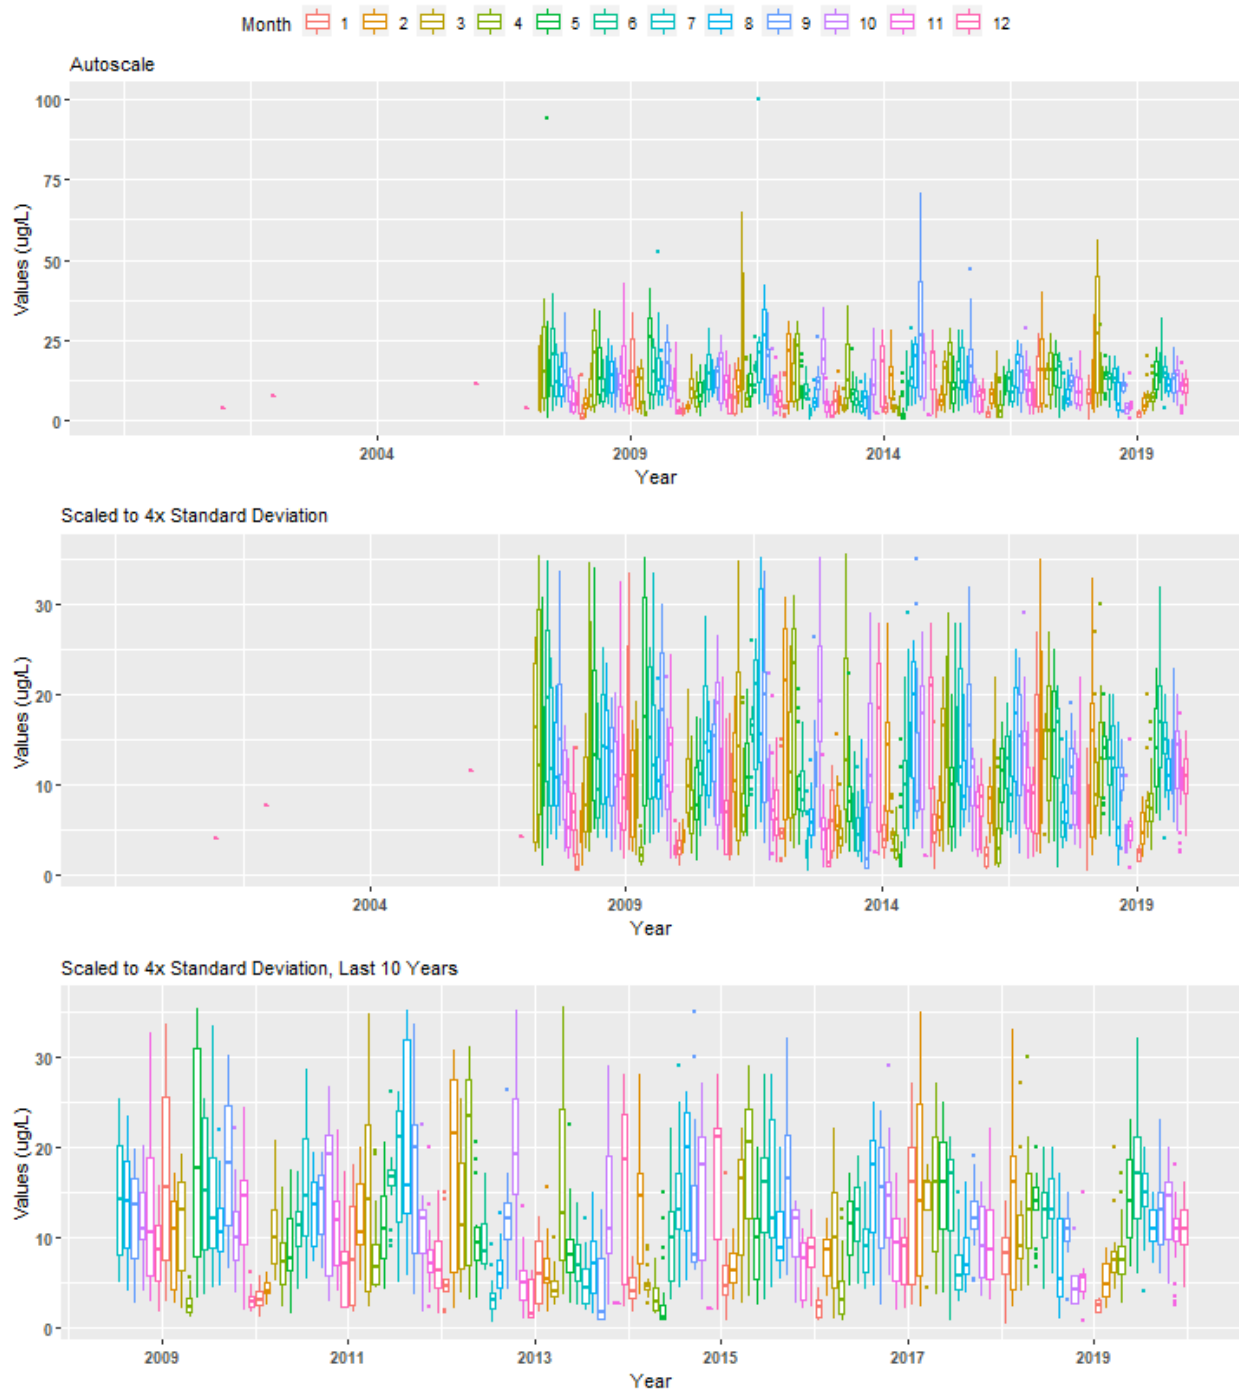 Month 1 2 3 4 5 6 7 8 9 10 11 12
Autoscale
100
75
50
25
0
Values (ug/L)
2004 2009 2014 2019
Year
Scaled to 4x Standard Deviation
30
20
10
0
Values (ug/L)
2004 2009 2014 2019
Year
Scaled to 4x Standard Deviation, Last 10 Years
30
20
10
0
Values (ug/L)
2009 2011 2013 2015 2017 2019
Year